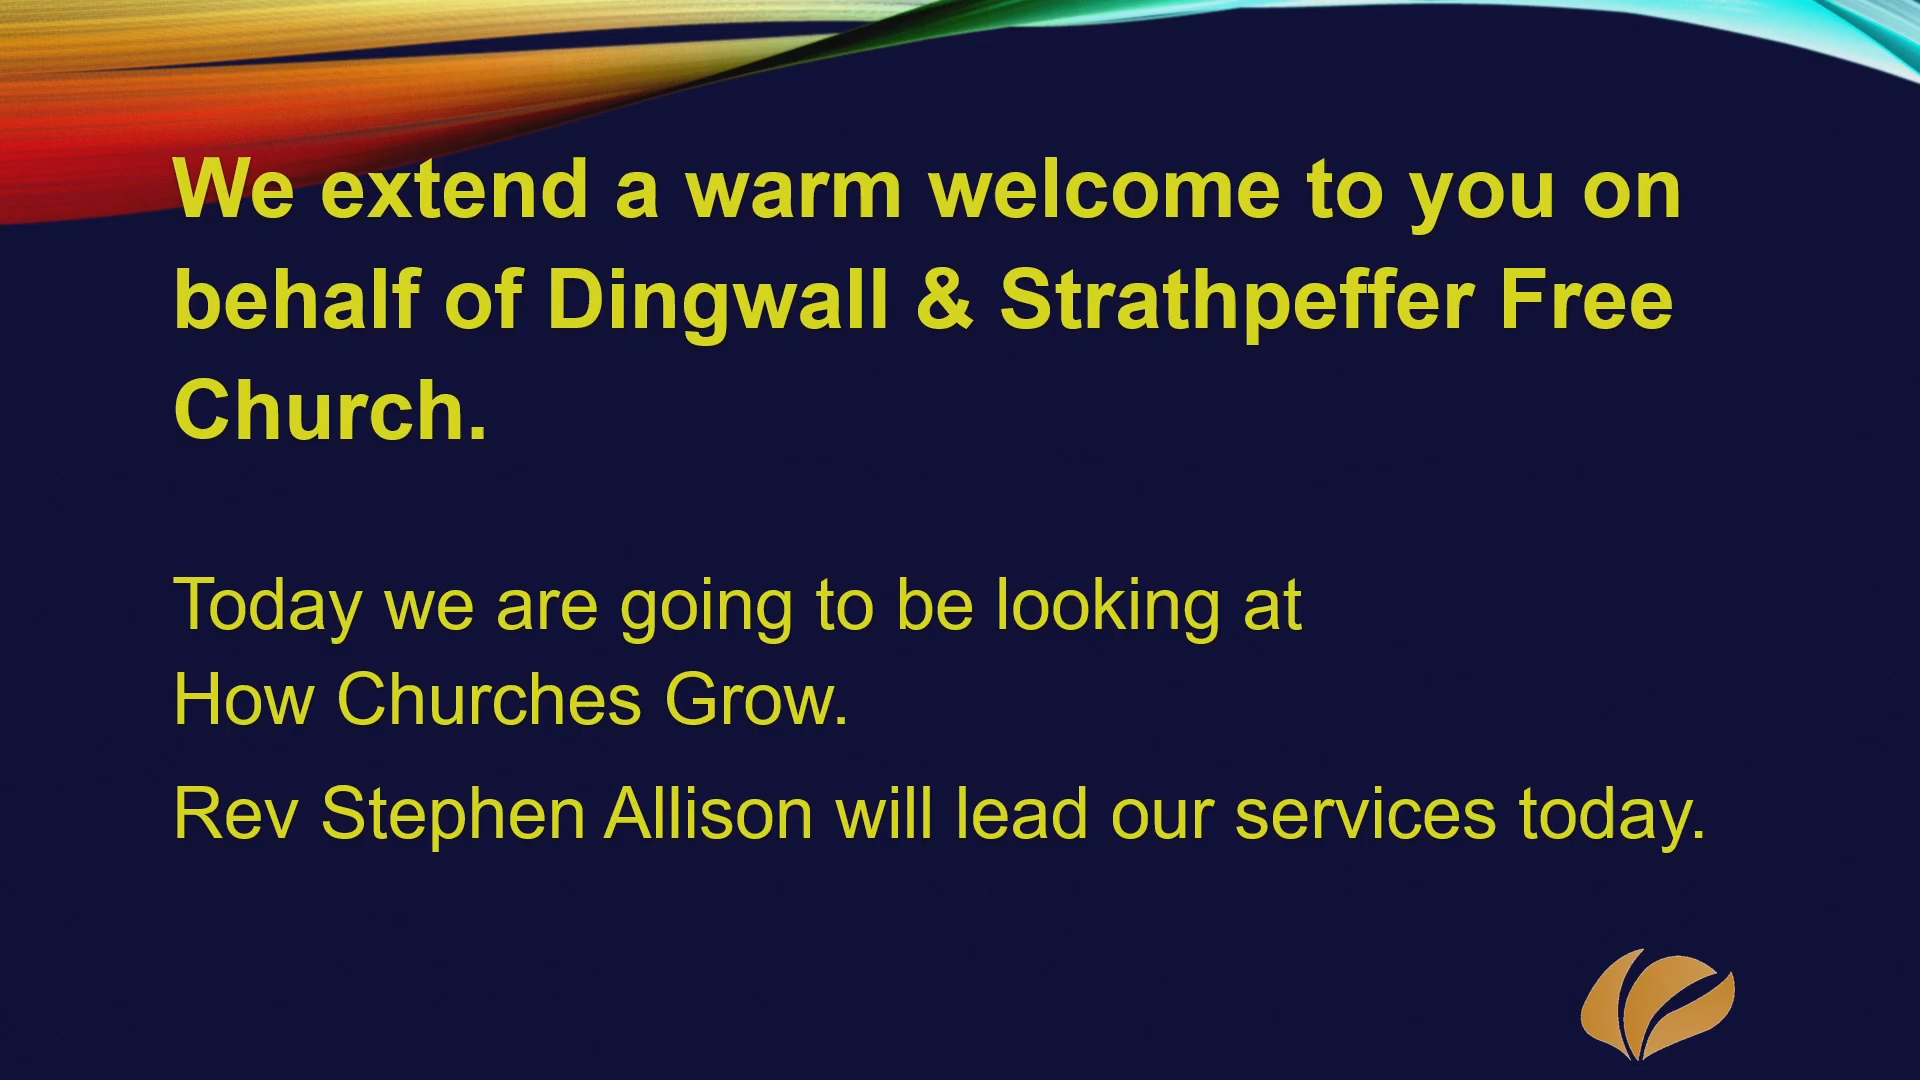 We extend a warm welcome to you on
behalf of Dingwall & Strathpeffer Free
Church.
Today we are going to be looking at
How Churches Grow.
Rev Stephen Allison will lead our services today.